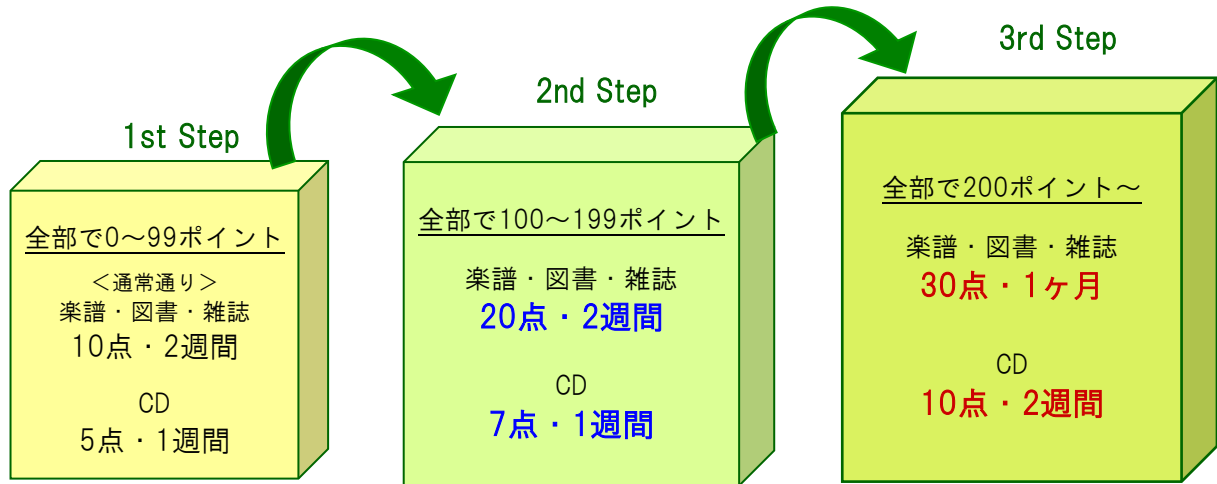 1st Step
全部で0～99ポイント
＜通常通り＞
楽譜・図書・雑誌
10点・2週間
CD
5点・1週間
2nd Step
全部で100～199ポイント
楽譜・図書・雑誌
20点・2週間
CD
7点・1週間
3rd Step
全部で200ポイント～
楽譜・図書・雑誌
30点・1ヶ月
CD
10点・2週間